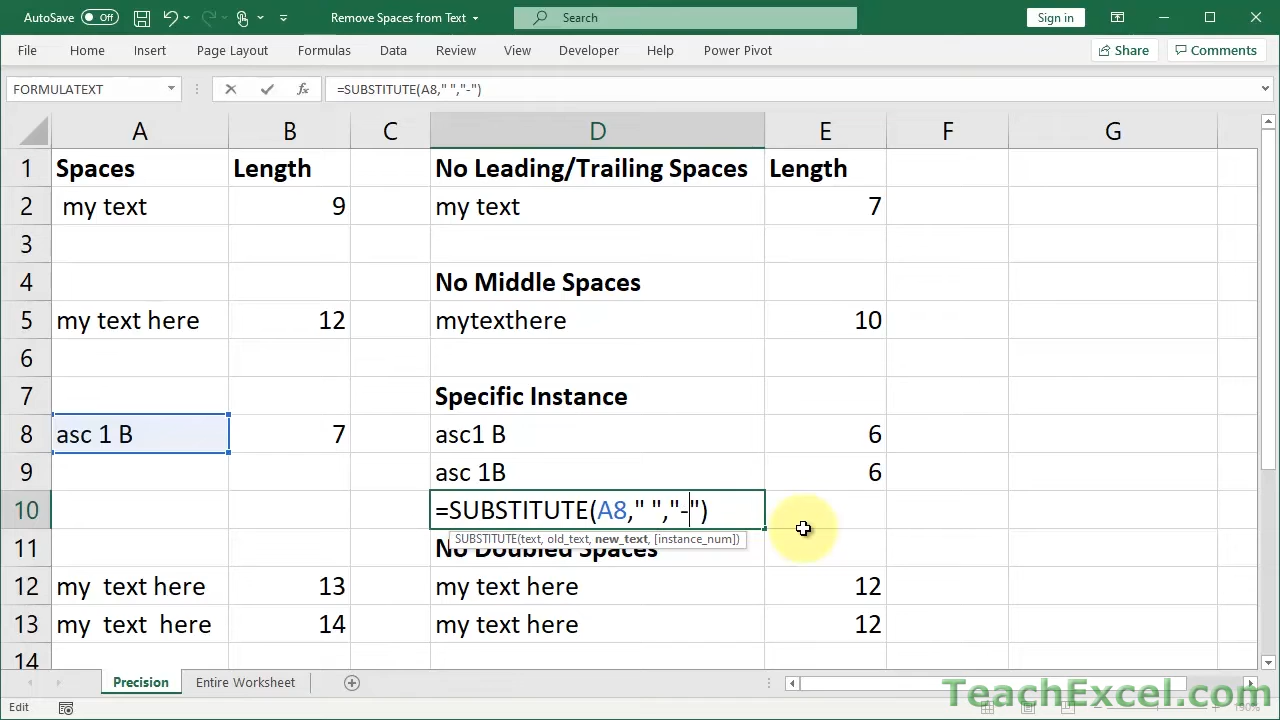 AutoSave Off Remove Spaces from Text Search Sign in
File Home Insert Page Layout Formulas Data Review View Developer Help Power Pivot Share Comments
FORMULATEXT fx =SUBSTITUTE(A8," ","-")
A B C D E F G
1 Spaces Length No Leading/Trailing Spaces Length
2 my text 9 my text 7
3
4 No Middle Spaces
5 my text here 12 mytexthere 10
6
7 Specific Instance
8 asc 1 B 7 asc1 B 6
9 asc 1B 6
10 =SUBSTITUTE(A8," ","-")
SUBSTITUTE(text, old_text, new_text, [instance_num])
11 No Doubled Spaces
12 my  text here 13 my text here 12
13 my  text  here 14 my text here 12
14
Precision Entire Worksheet
TeachExcel.com
Edit 190%